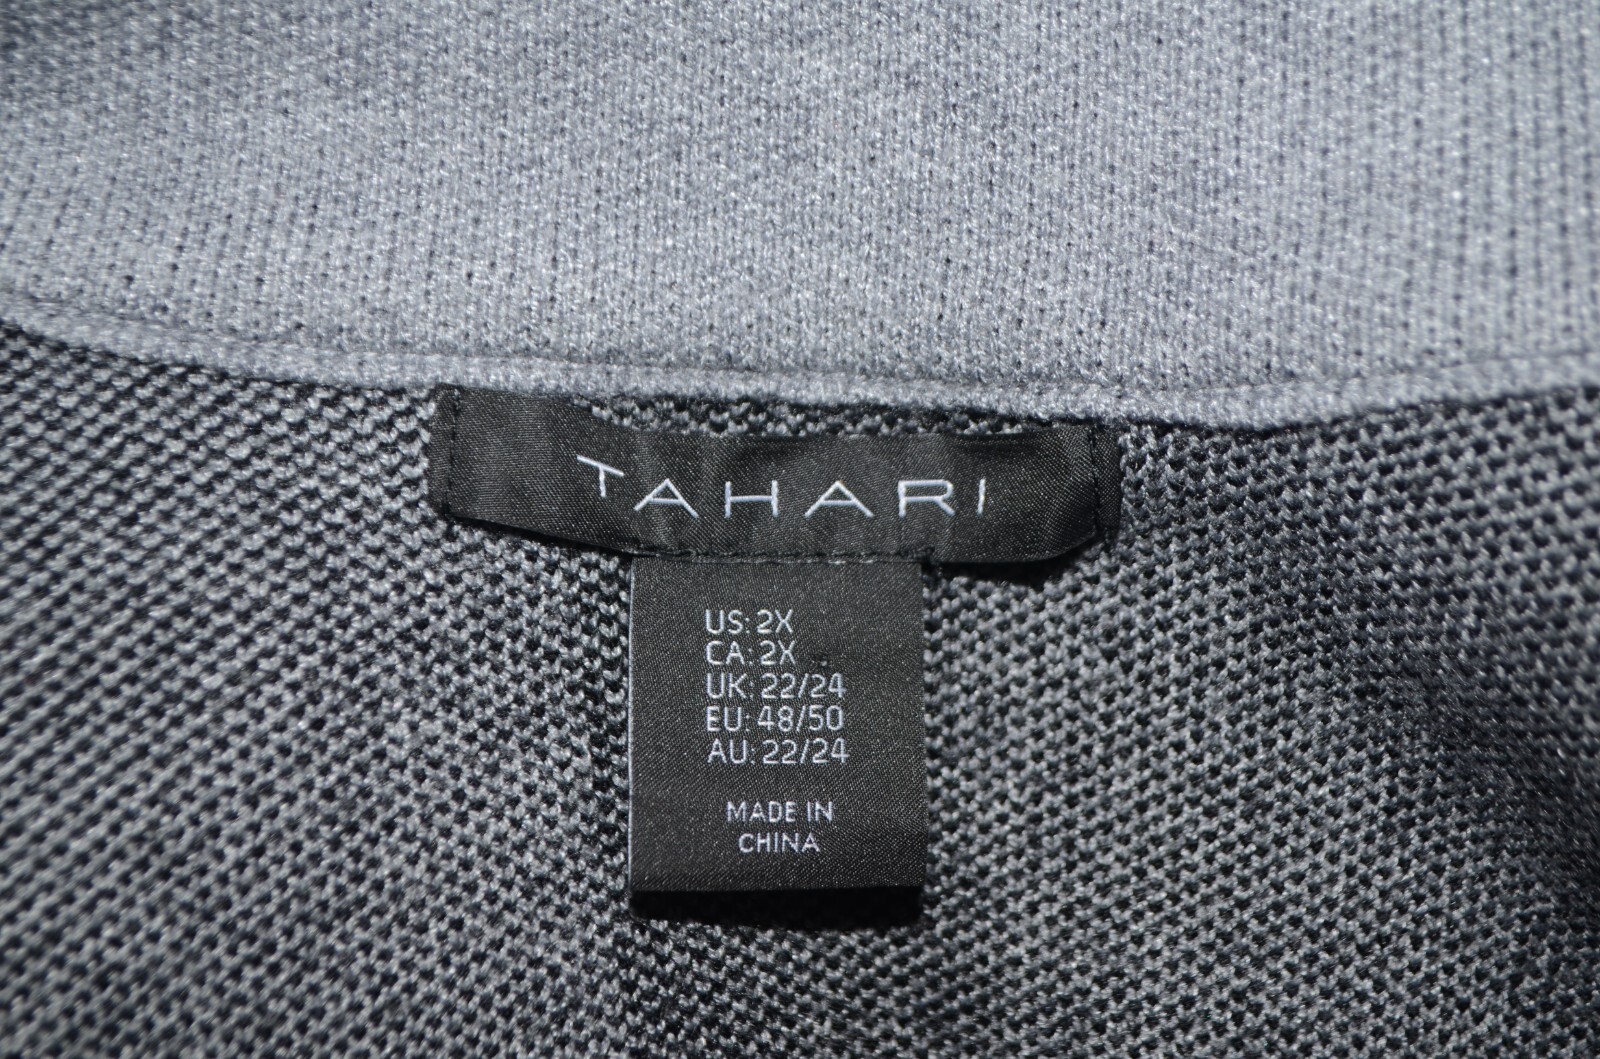 TAHARI
US: 2X
CA: 2X
UK: 22/24
EU: 48/50
AU: 22/24
MADE IN
CHINA